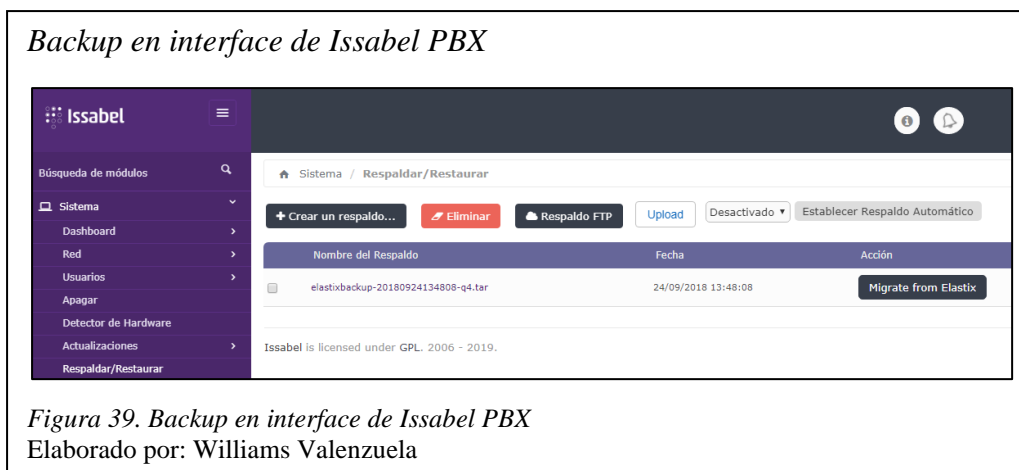 Backup en interface de Issabel PBX
Issabel
Búsqueda de módulos
Sistema / Respaldar/Restaurar
Sistema
Dashboard
Red
Usuarios
Apagar
Detector de Hardware
Actualizaciones
Respaldar/Restaurar
+ Crear un respaldo...
Eliminar
Respaldo FTP
Upload
Desactivado
Establecer Respaldo Automático
Nombre del Respaldo Fecha Acción
elastixbackup-20180924134808-q4.tar 24/09/2018 13:48:08 Migrate from Elastix
Issabel is licensed under GPL. 2006 - 2019.
Figura 39. Backup en interface de Issabel PBX
Elaborado por: Williams Valenzuela